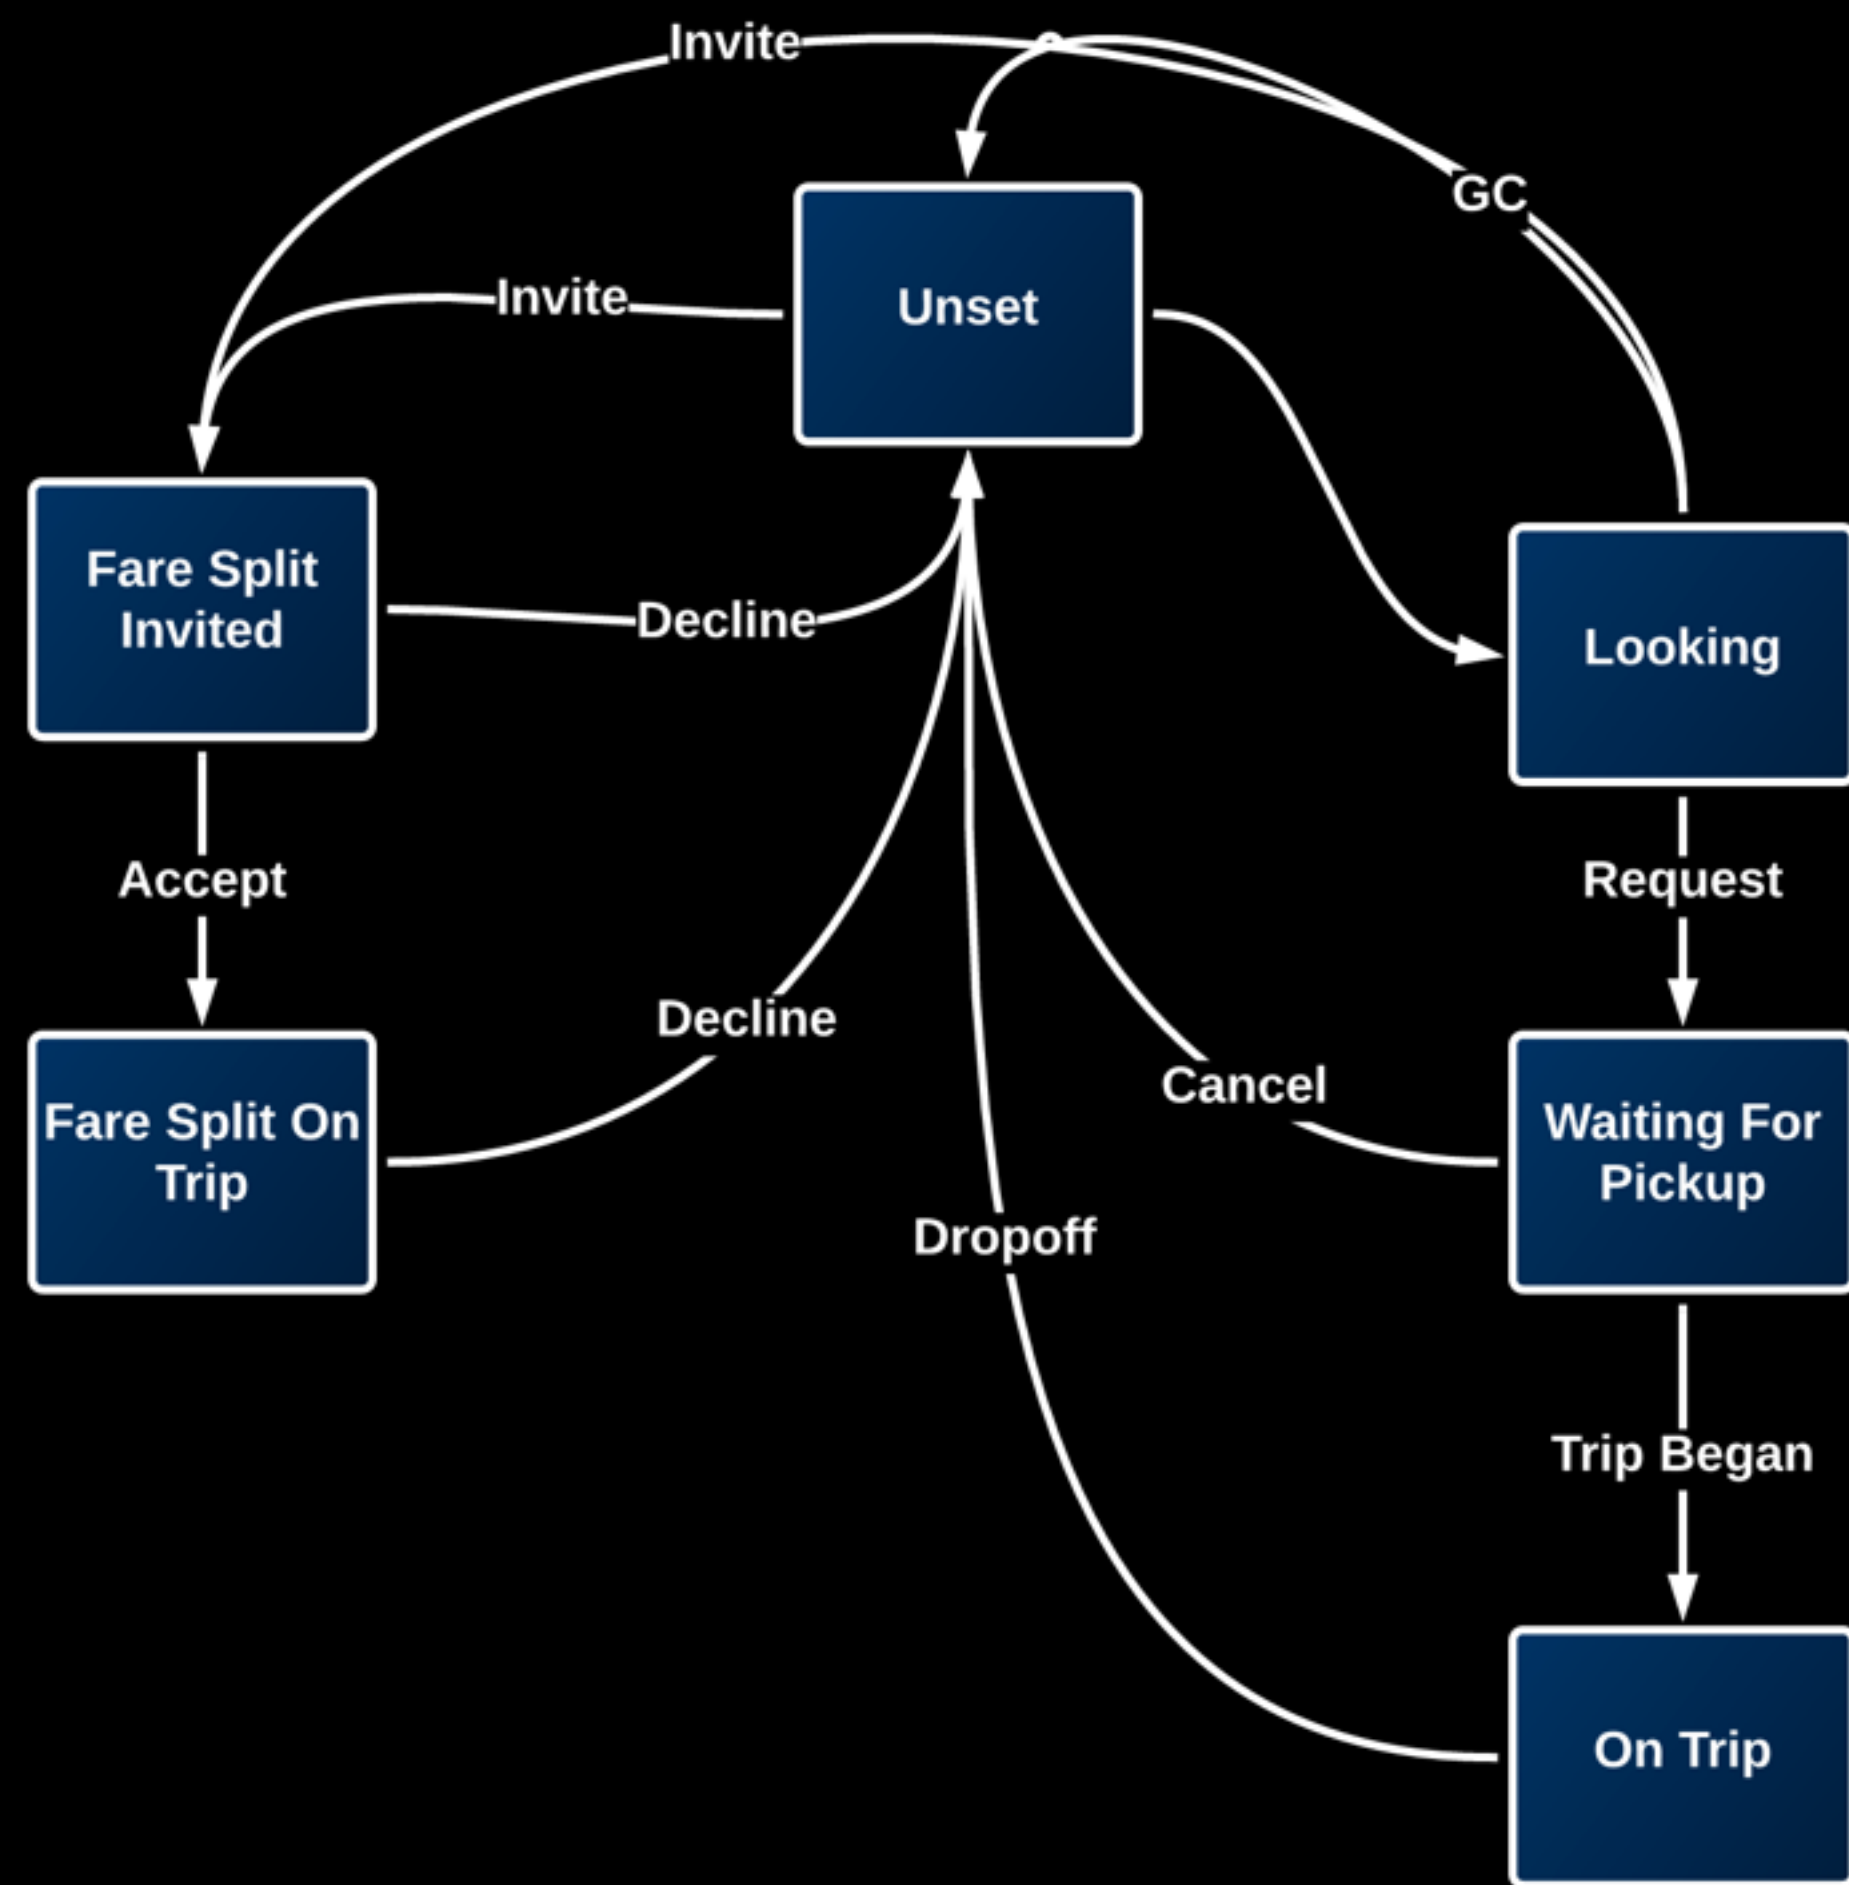 Invite
GC
Invite
Unset
Fare Split
Invited
Decline
Looking
Accept
Request
Decline
Cancel
Fare Split On
Trip
Waiting For
Pickup
Dropoff
Trip Began
On Trip